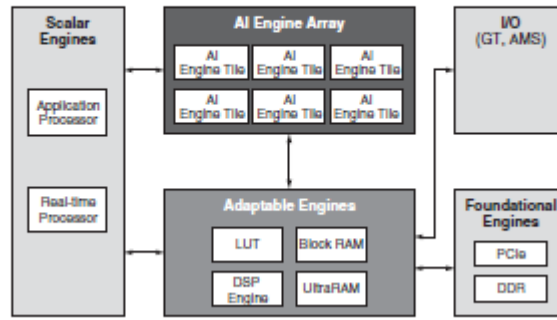 Scalar
Engines
Application
Processor
Real-time
Processor
AI Engine Array
AI
Engine Tile
AI
Engine Tile
AI
Engine Tile
AI
Engine Tile
AI
Engine Tile
AI
Engine Tile
Adaptable Engines
LUT
Block RAM
DSP
Engine
UltraRAM
I/O
(GT, AMS)
Foundational
Engines
PCIe
DDR